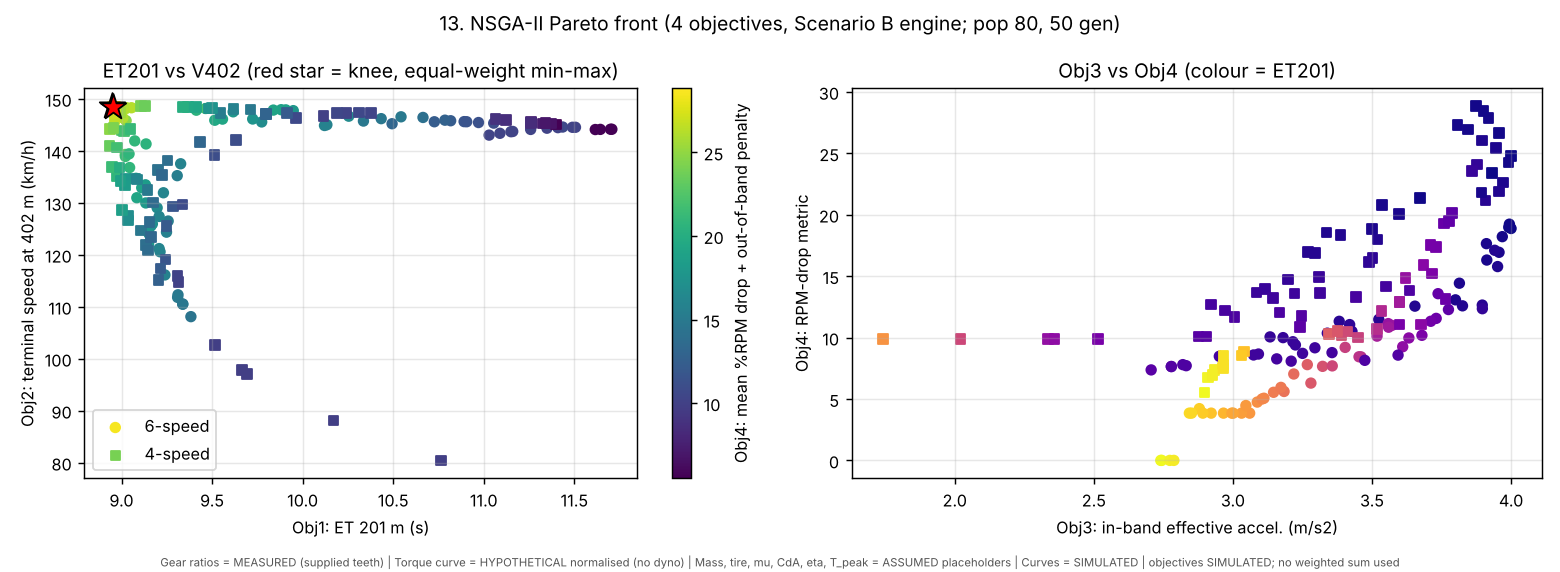 13. NSGA-II Pareto front (4 objectives, Scenario B engine; pop 80, 50 gen)
ET201 vs V402 (red star = knee, equal-weight min-max)
Obj2: terminal speed at 402 m (km/h)
150
140
130
120
110
100
90
80
6-speed
4-speed
9.0 9.5 10.0 10.5 11.0 11.5
Obj1: ET 201 m (s)
25
20
15
10
Obj4: mean %RPM drop + out-of-band penalty
Obj3 vs Obj4 (colour = ET201)
Obj4: RPM-drop metric
30
25
20
15
10
5
0
2.0 2.5 3.0 3.5 4.0
Obj3: in-band effective accel. (m/s2)
Gear ratios = MEASURED (supplied teeth) | Torque curve = HYPOTHETICAL normalised (no dyno) | Mass, tire, mu, CdA, eta, T_peak = ASSUMED placeholders | Curves = SIMULATED | objectives SIMULATED; no weighted sum used